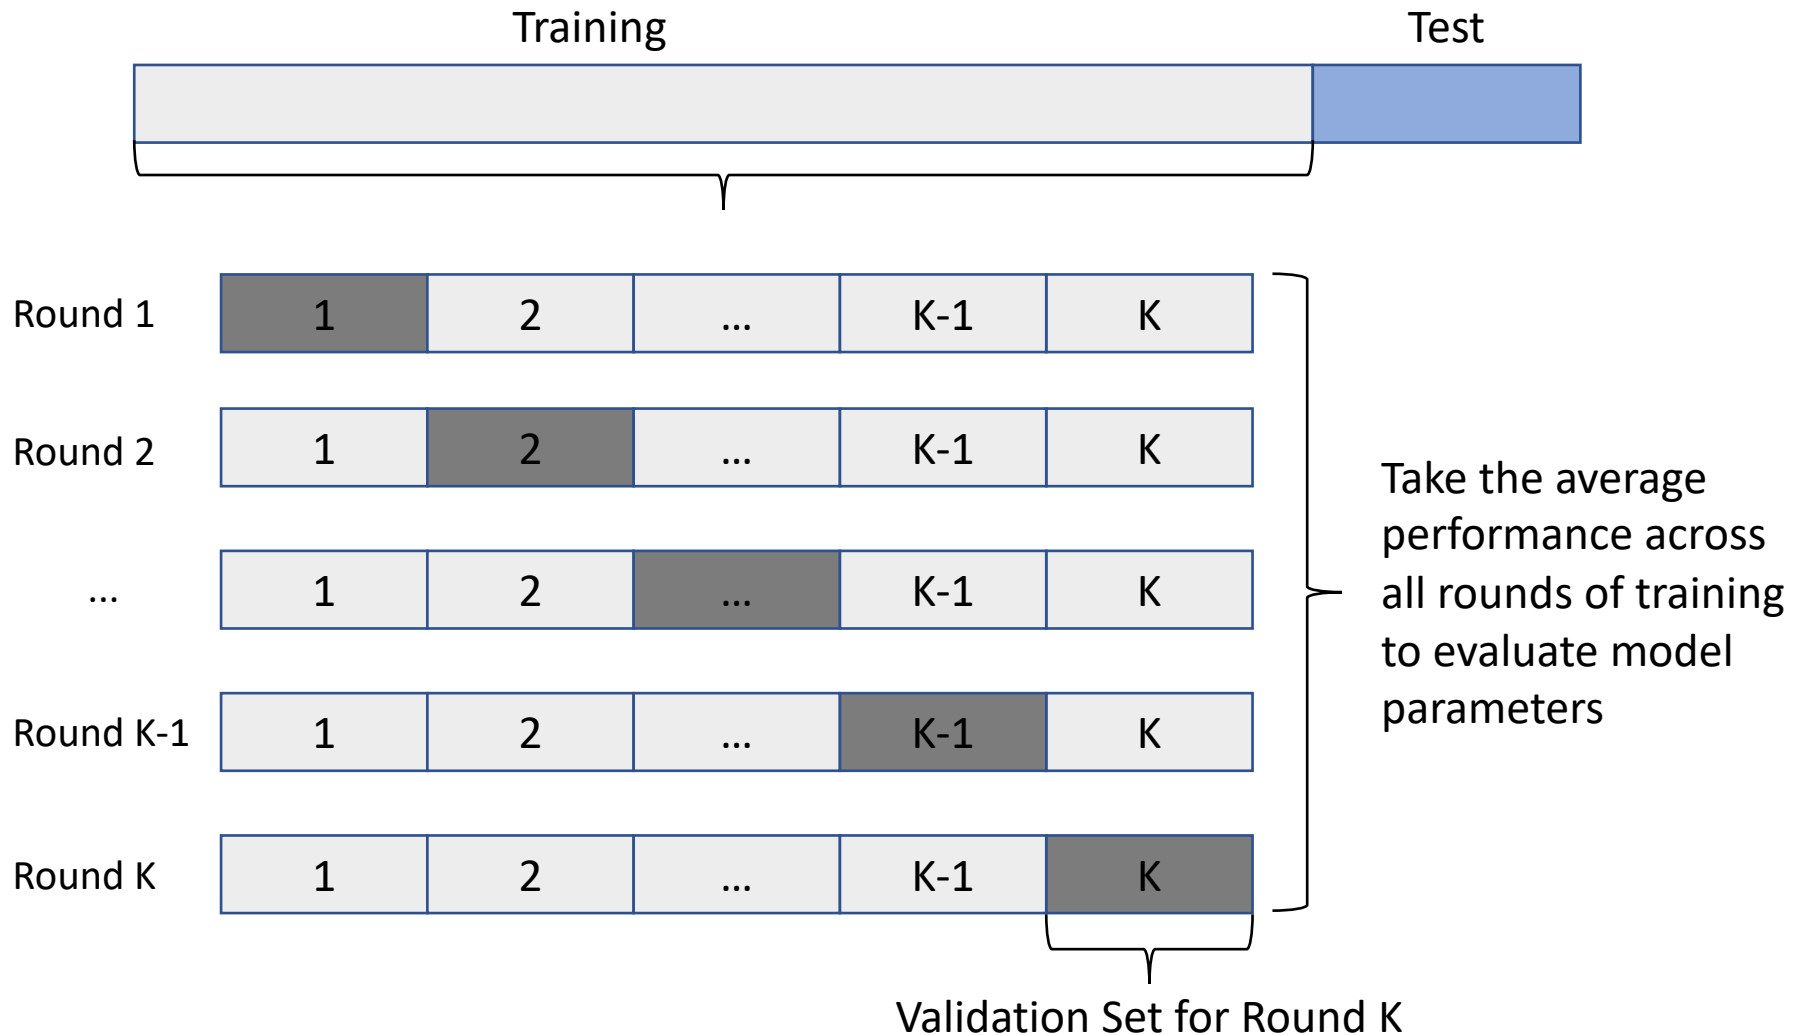 Training Test
Round 1 1 2 ... K-1 K
Round 2 1 2 ... K-1 K
... 1 2 ... K-1 K
Round K-1 1 2 ... K-1 K
Round K 1 2 ... K-1 K
Take the average
performance across
all rounds of training
to evaluate model
parameters
Validation Set for Round K